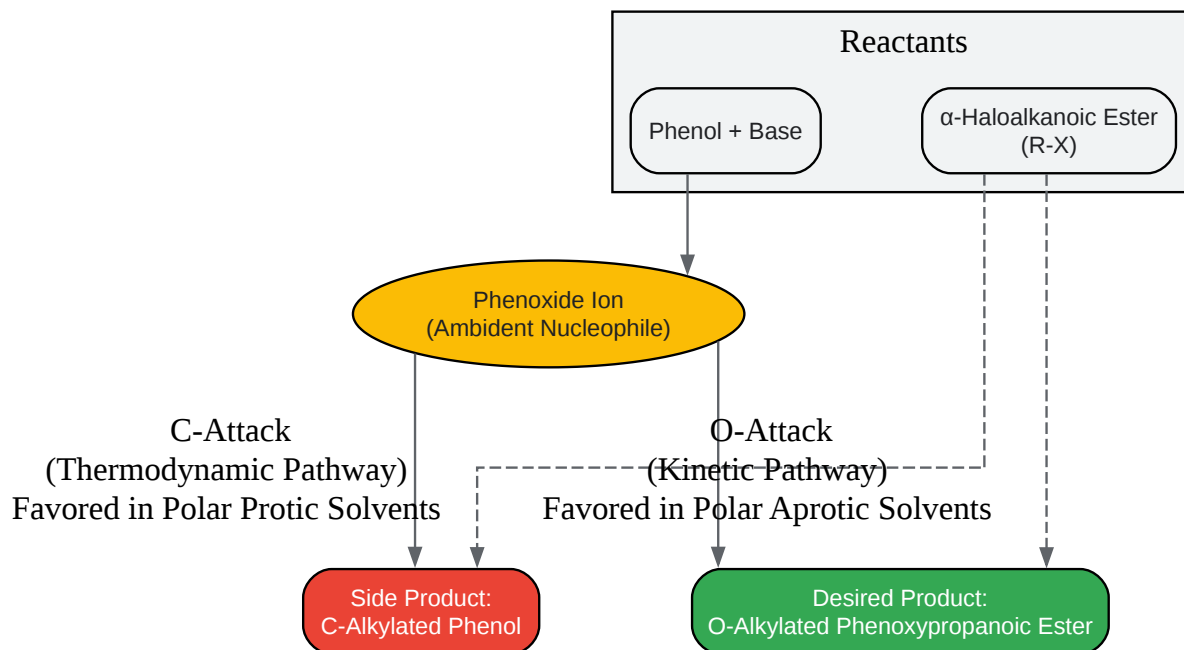 Reactants
Phenol + Base
α-Haloalkanoic Ester
(R-X)
Phenoxide Ion
(Ambident Nucleophile)
C-Attack
(Thermodynamic Pathway)
Favored in Polar Protic Solvents
O-Attack
(Kinetic Pathway)
Favored in Polar Aprotic Solvents
Side Product:
C-Alkylated Phenol
Desired Product:
O-Alkylated Phenoxypropanoic Ester